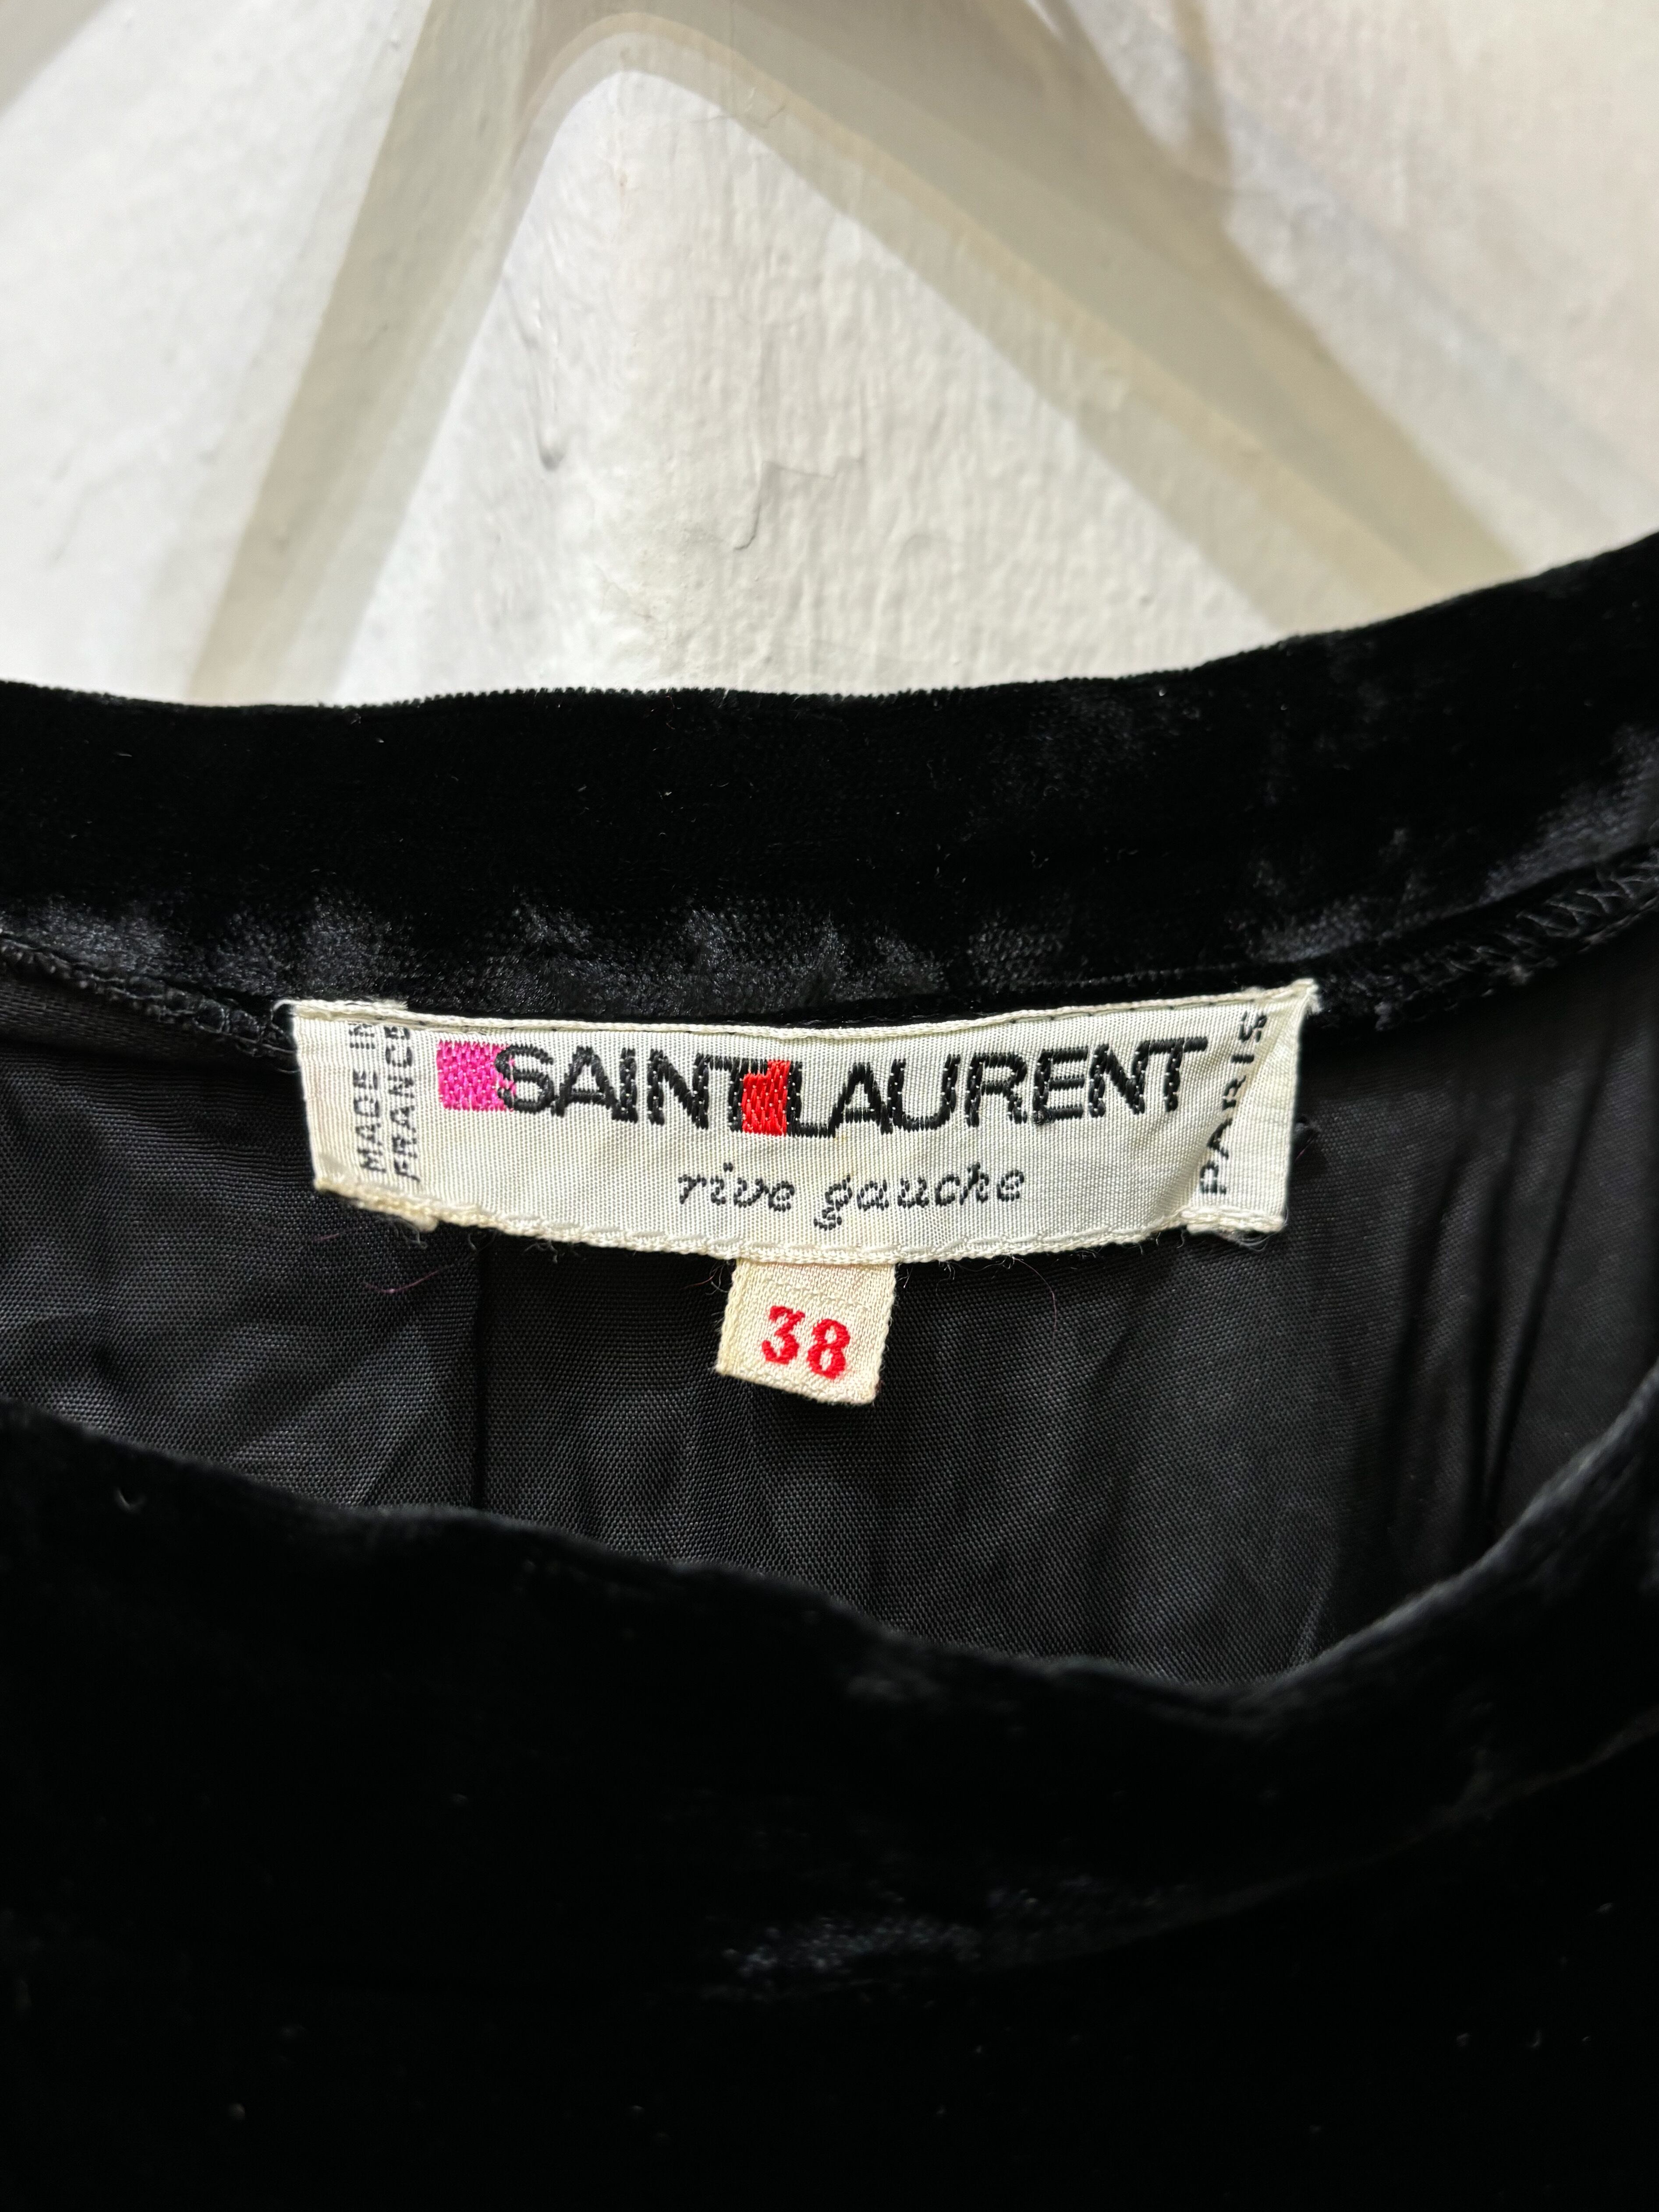 MADE IN
FRANCE
SAINT LAURENT
rive gauche
PARIS
38